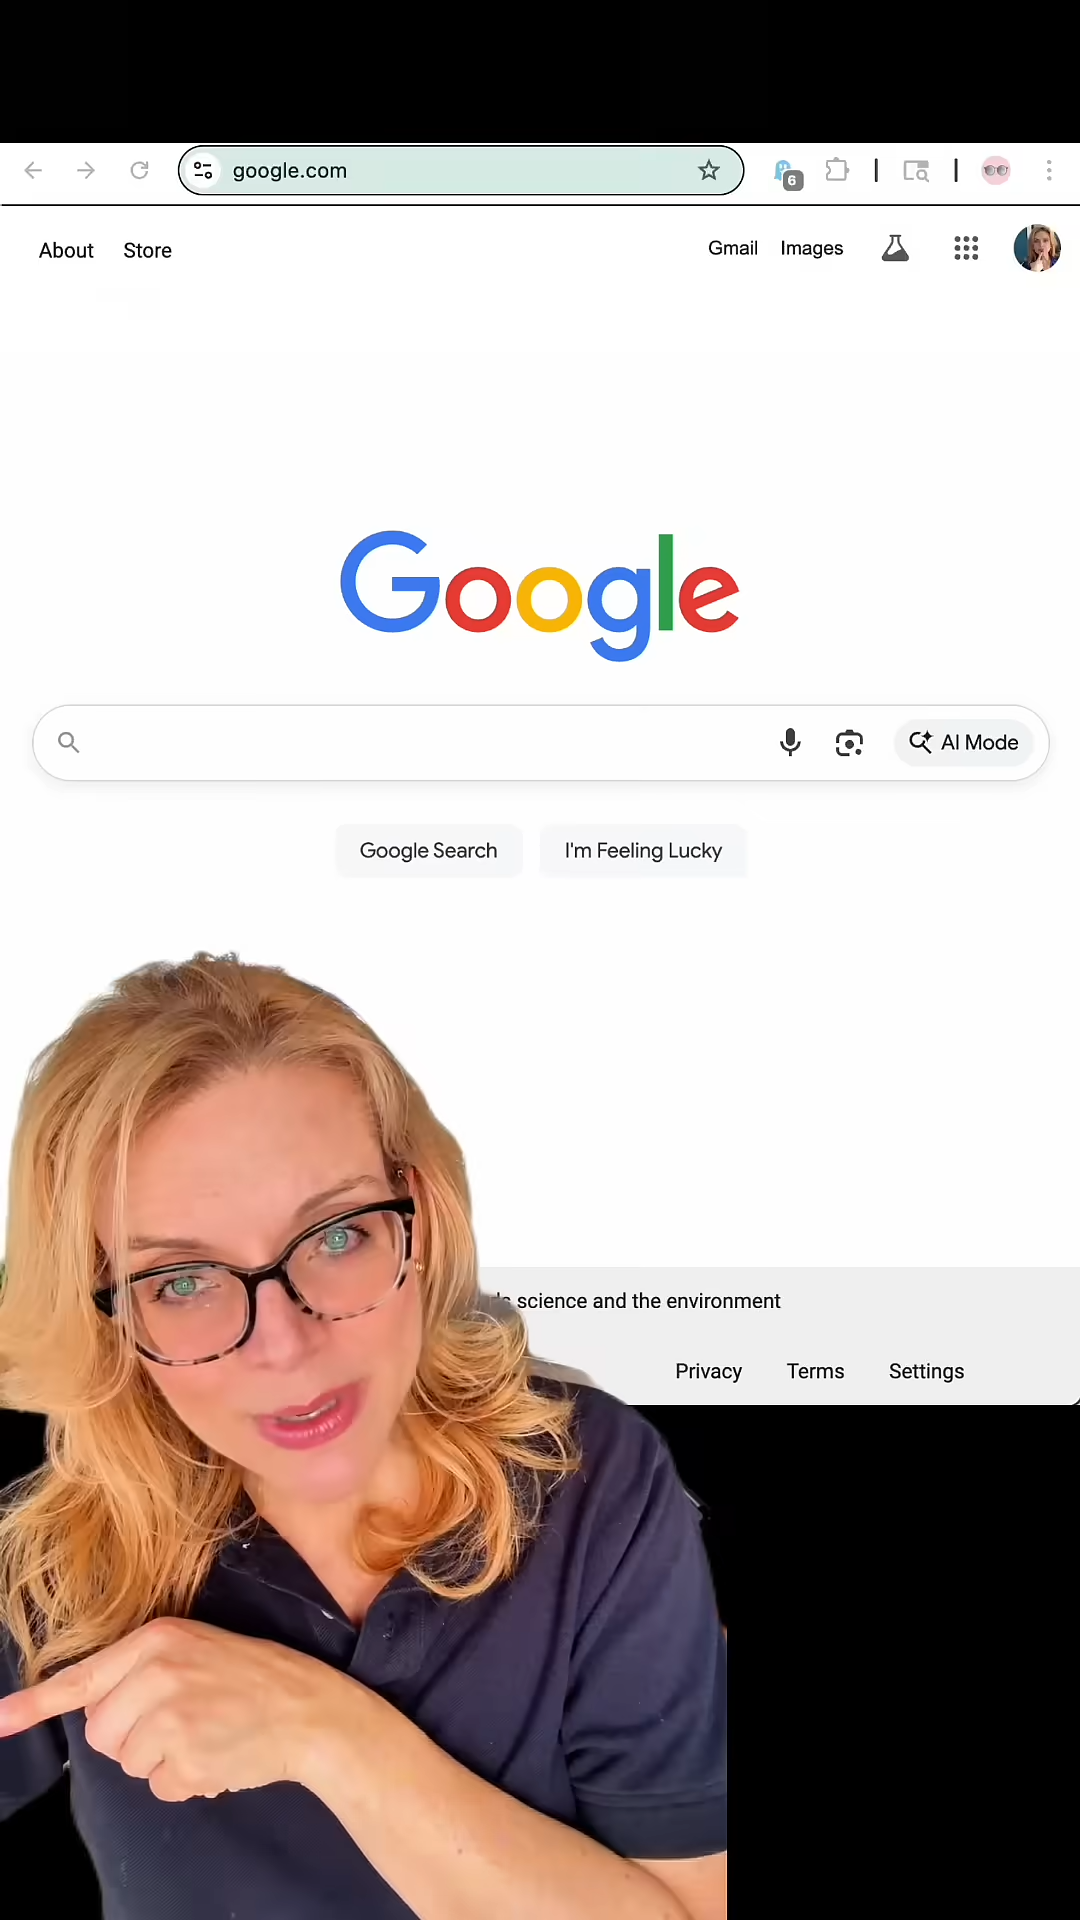 google.com
6
About Store Gmail Images
Google
AI Mode
Google Search I'm Feeling Lucky
science and the environment
Privacy Terms Settings